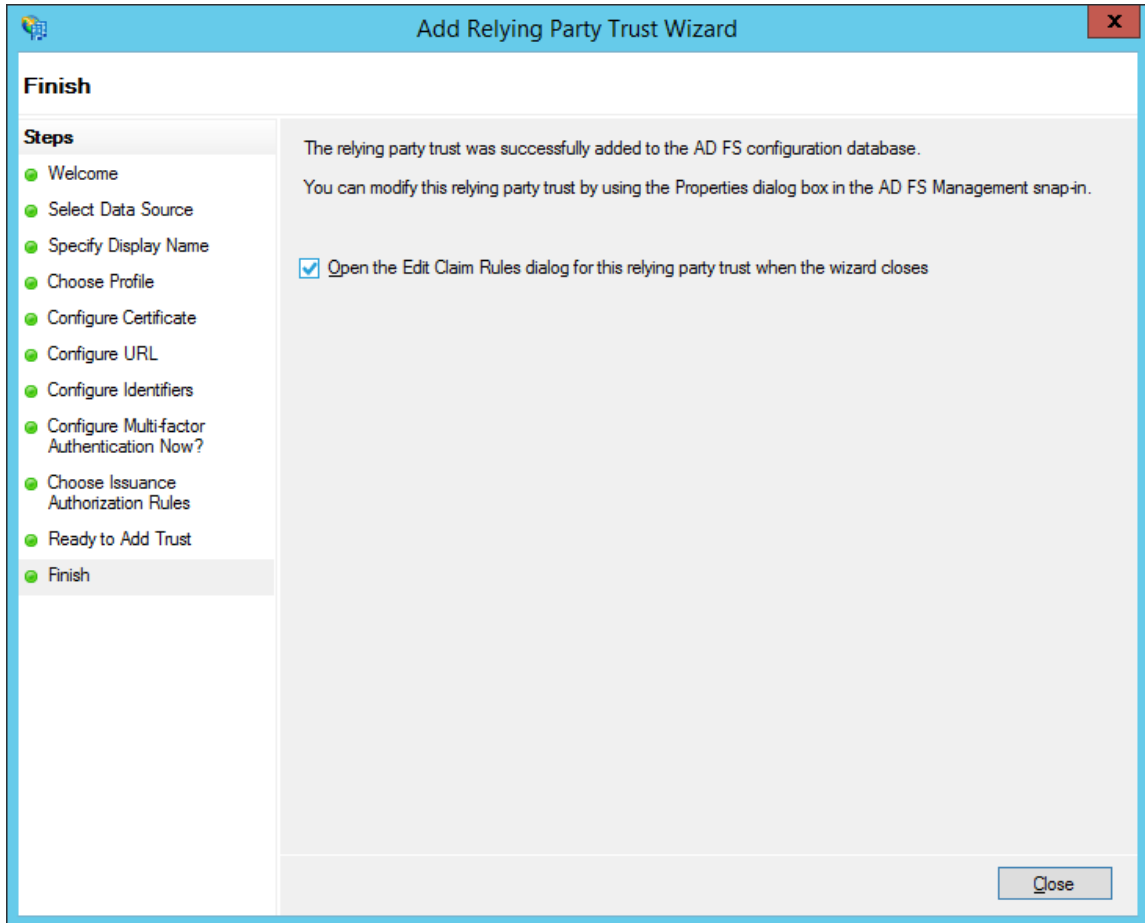 Add Relying Party Trust Wizard
x
Finish
Steps
Welcome
Select Data Source
Specify Display Name
Choose Profile
Configure Certificate
Configure URL
Configure Identifiers
Configure Multi-factor
Authentication Now?
Choose Issuance
Authorization Rules
Ready to Add Trust
Finish
The relying party trust was successfully added to the AD FS configuration database.
You can modify this relying party trust by using the Properties dialog box in the AD FS Management snap-in.
Open the Edit Claim Rules dialog for this relying party trust when the wizard closes
Close